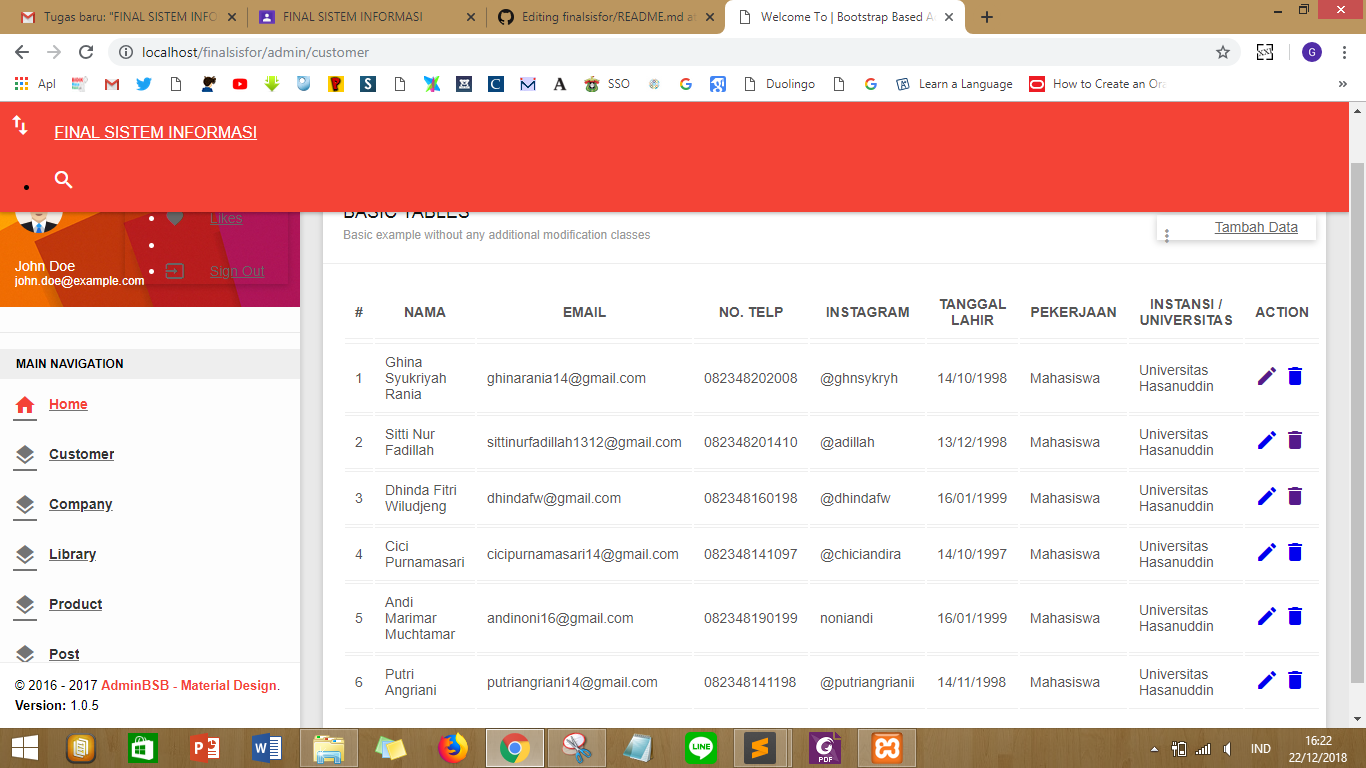 Tugas baru: "FINAL SISTEM INFO
FINAL SISTEM INFORMASI
Editing finalsisfor/README.md at
Welcome To | Bootstrap Based A
localhost/finalsisfor/admin/customer
G
Apl
SSO
Duolingo
Learn a Language
How to Create an Ora
FINAL SISTEM INFORMASI
Likes
Sign Out
John Doe
john.doe@example.com
MAIN NAVIGATION
Home
Customer
Company
Library
Product
Post
© 2016 - 2017 AdminBSB - Material Design.
Version: 1.0.5
BASIC TABLES
Basic example without any additional modification classes
Tambah Data
# NAMA EMAIL NO. TELP INSTAGRAM TANGGAL LAHIR PEKERJAAN INSTANSI / UNIVERSITAS ACTION
1 Ghina Syukriyah Rania ghinarania14@gmail.com 082348202008 @ghnsykryh 14/10/1998 Mahasiswa Universitas Hasanuddin
2 Sitti Nur Fadillah sittinurfadillah1312@gmail.com 082348201410 @adillah 13/12/1998 Mahasiswa Universitas Hasanuddin
3 Dhinda Fitri Wiludjeng dhindafw@gmail.com 082348160198 @dhindafw 16/01/1999 Mahasiswa Universitas Hasanuddin
4 Cici Purnamasari cicipurnamasari14@gmail.com 082348141097 @chiciandira 14/10/1997 Mahasiswa Universitas Hasanuddin
5 Andi Marimar Muchtamar andinoni16@gmail.com 082348190199 noniandi 16/01/1999 Mahasiswa Universitas Hasanuddin
6 Putri Angriani putriangriani14@gmail.com 082348141198 @putriangrianii 14/11/1998 Mahasiswa Universitas Hasanuddin
LINE
PDF
IND
16:22
22/12/2018